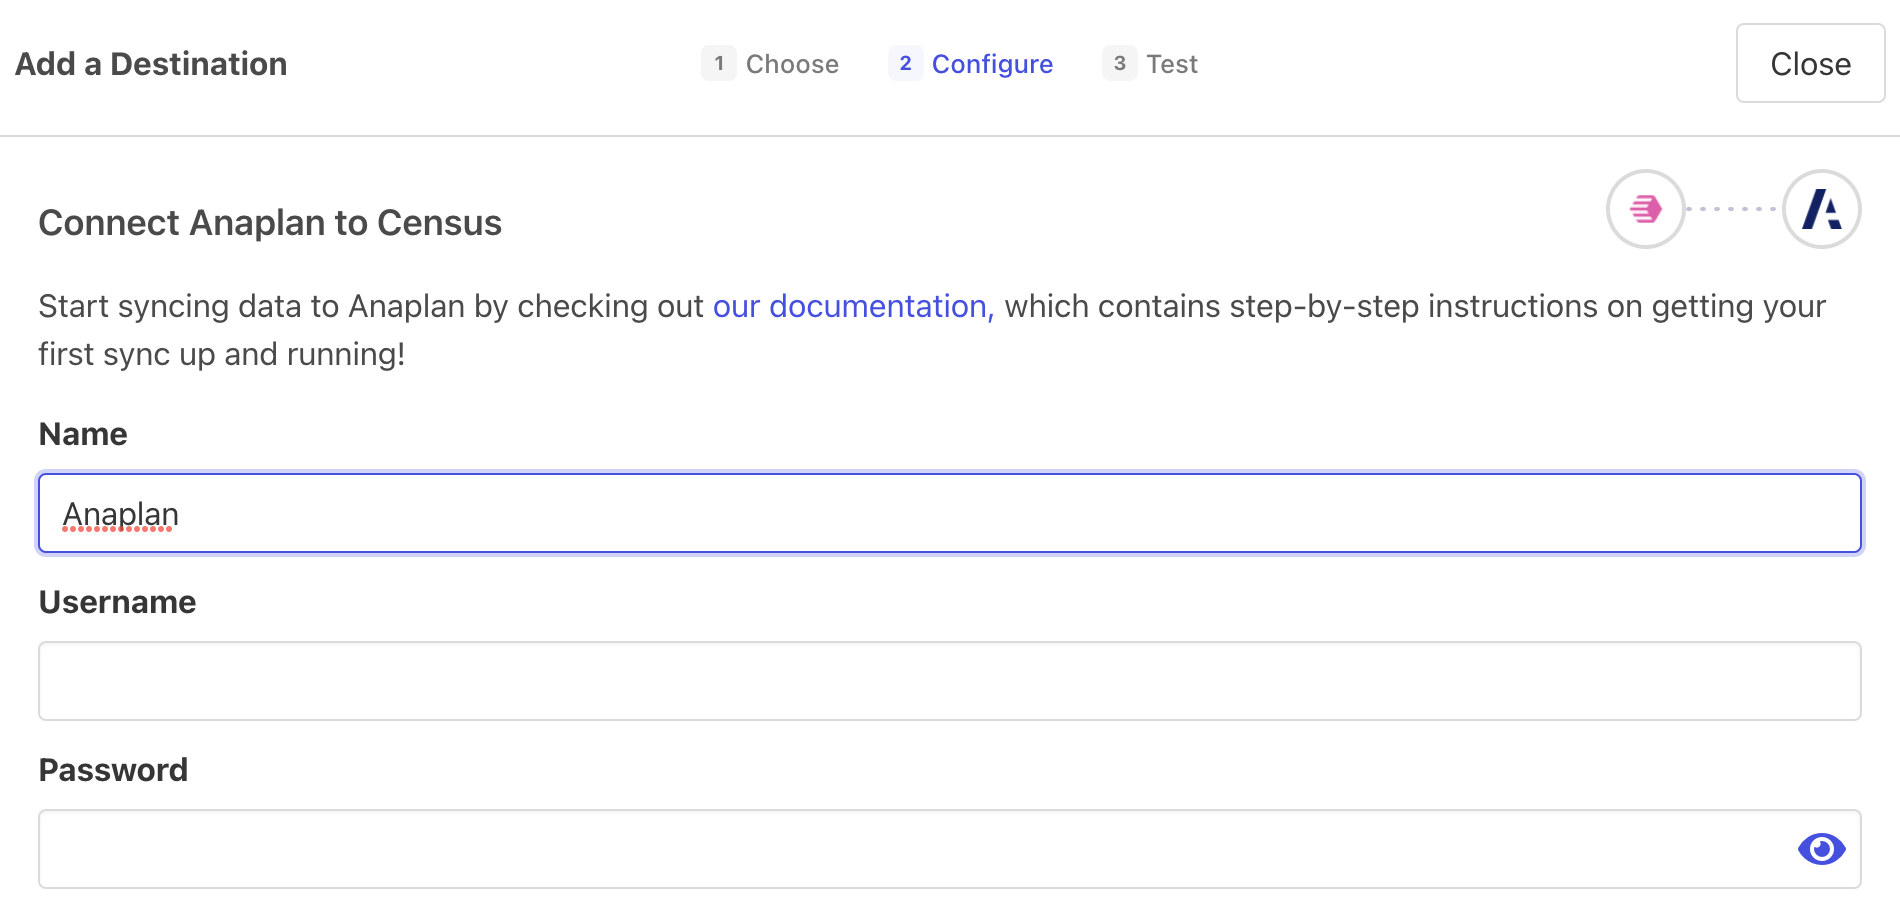 Add a Destination
1 Choose
2 Configure
3 Test
Close
Connect Anaplan to Census
Start syncing data to Anaplan by checking out our documentation, which contains step-by-step instructions on getting your
first sync up and running!
Name
Anaplan
Username
Password